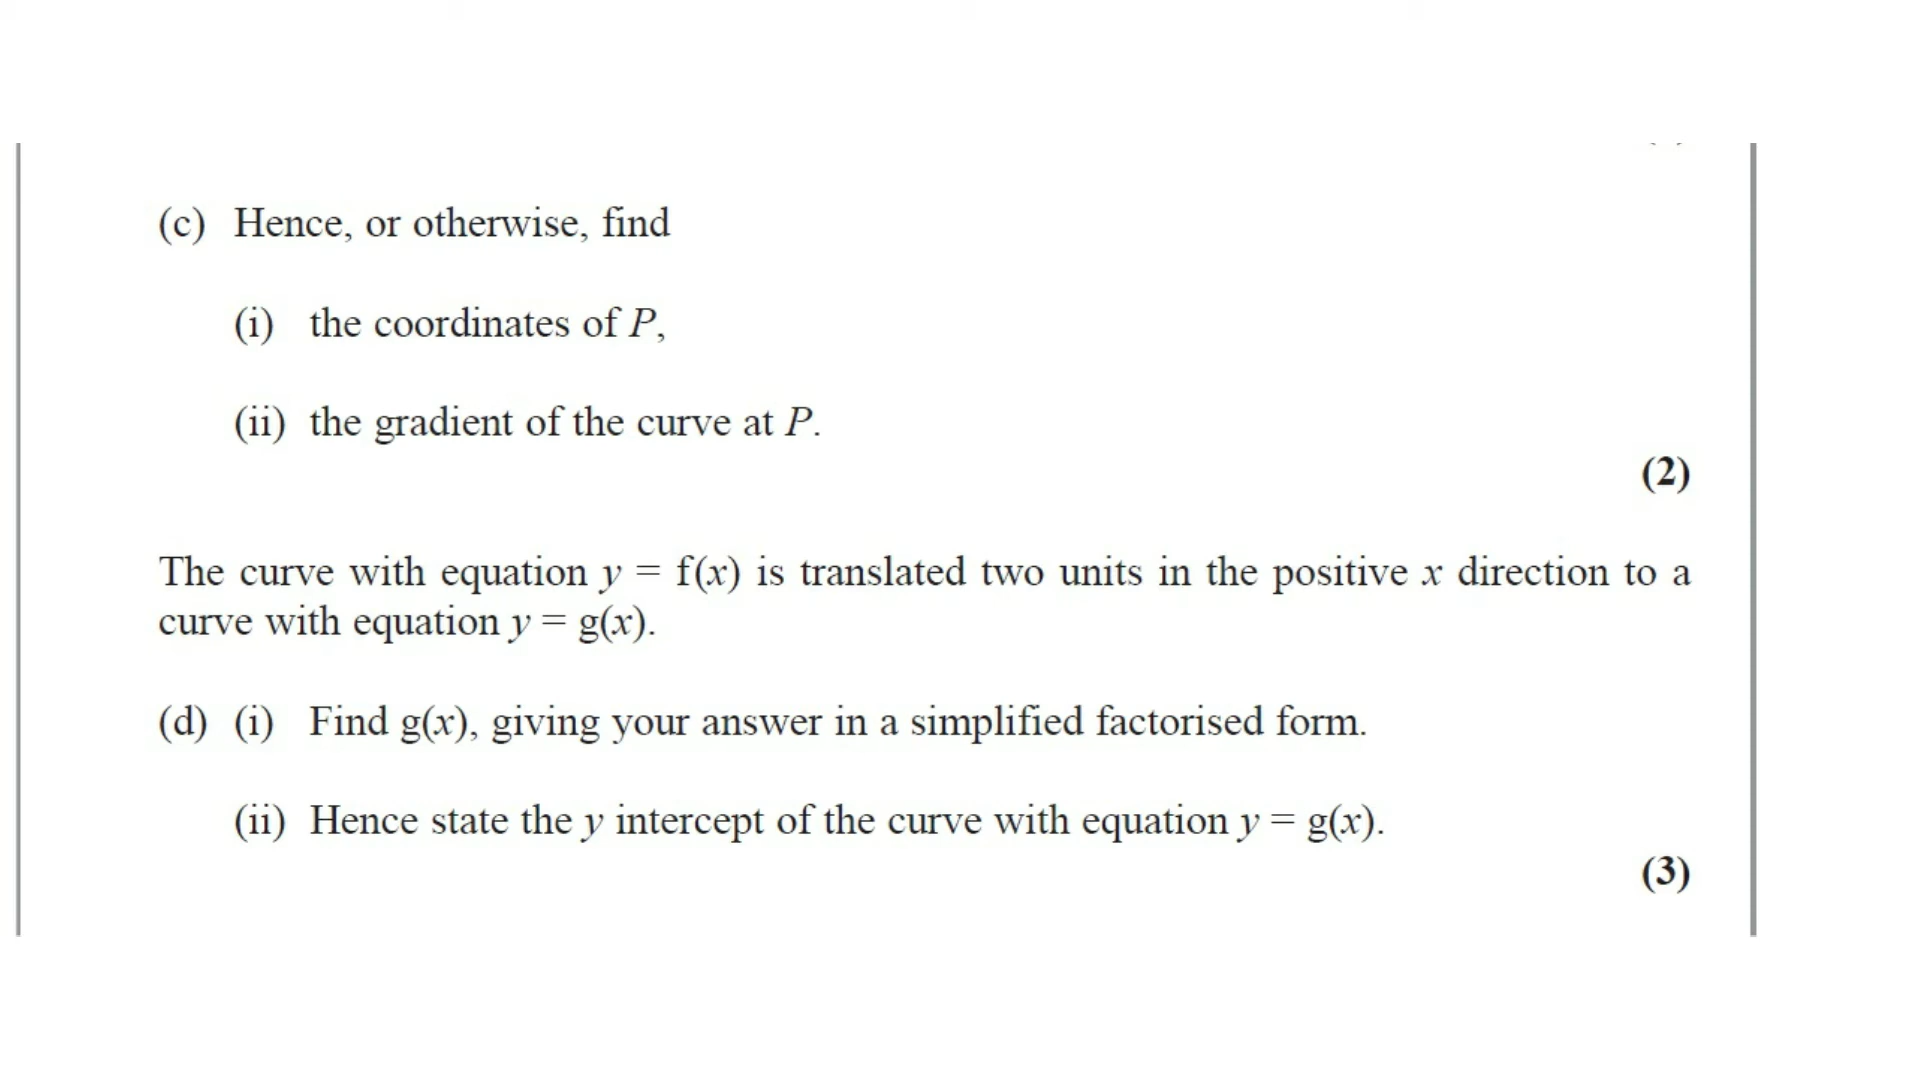 (c) Hence, or otherwise, find
(i) the coordinates of P,
(ii) the gradient of the curve at P.
(2)
The curve with equation y = f(x) is translated two units in the positive x direction to a
curve with equation y = g(x).
(d) (i) Find g(x), giving your answer in a simplified factorised form.
(ii) Hence state the y intercept of the curve with equation y = g(x).
(3)